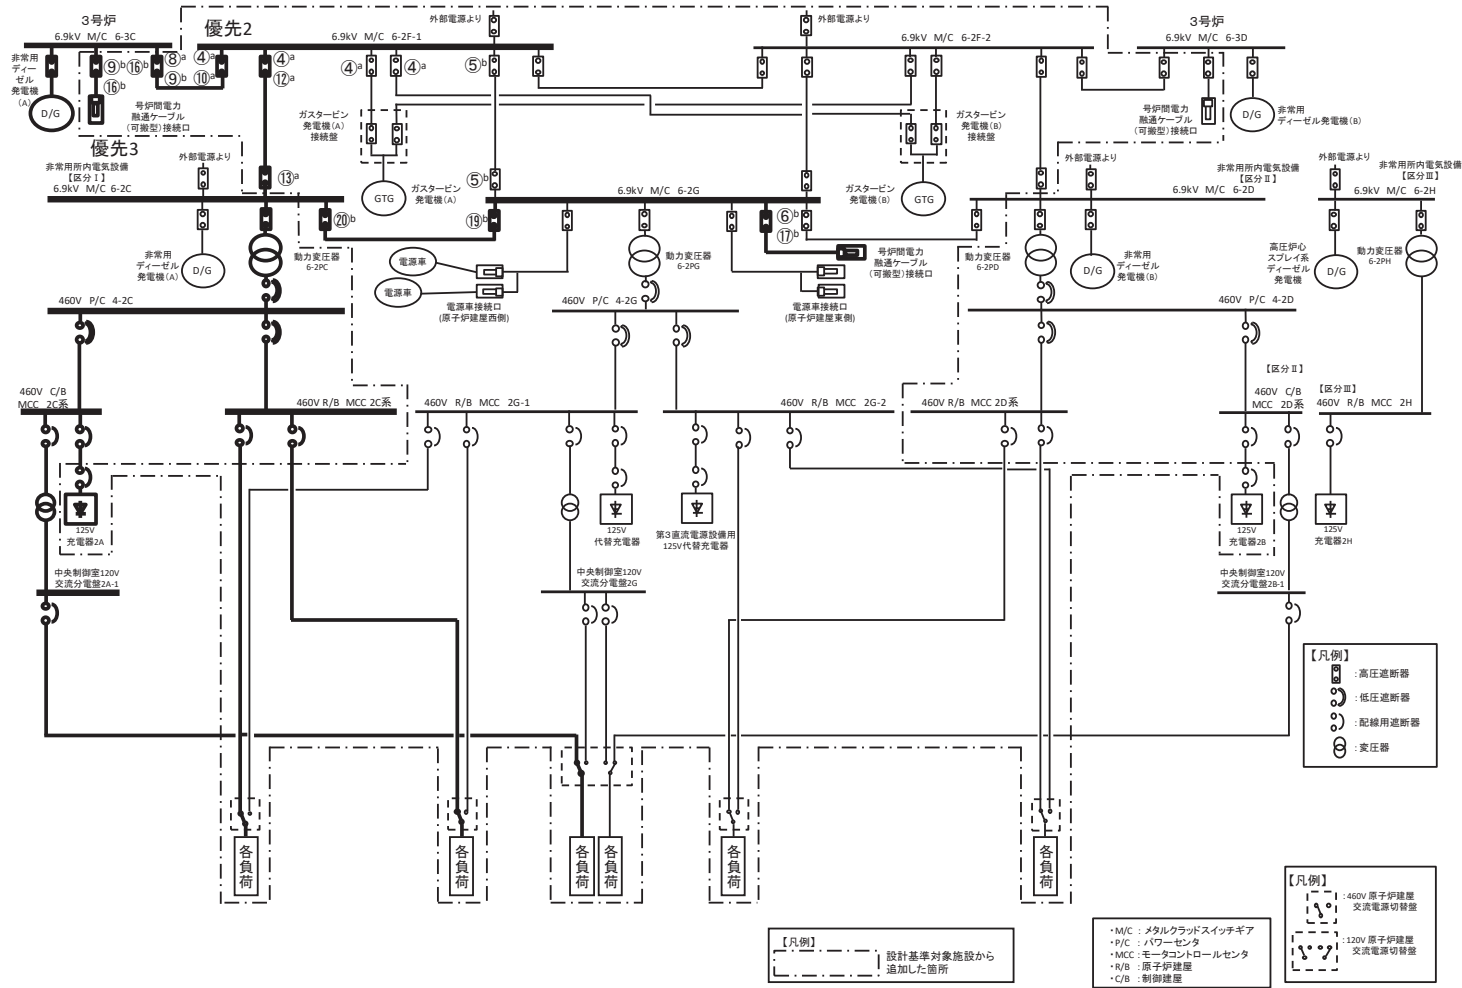 3号炉
6.9kV M/C 6-3C
優先2
6.9kV M/C 6-2F-1
外部電源より
外部電源より
6.9kV M/C 6-2F-2
3号炉
6.9kV M/C 6-3D
非常用
ディー
ゼル
発電機
(A)
D/G
⑨b
⑯b
⑯b
⑧a
⑨b
④a
⑩a
④a
⑫a
④a
④a
⑤b
号炉間電力
融通ケーブル
(可搬型)接続口
ガスタービン
発電機(A)
接続盤
GTG
ガスタービン
発電機(A)
ガスタービン
発電機(B)
接続盤
GTG
ガスタービン
発電機(B)
号炉間電力
融通ケーブル
(可搬型)接続口
D/G
非常用
ディーゼル発電機(B)
優先3
非常用所内電気設備
【区分Ⅰ】
6.9kV M/C 6-2C
外部電源より
⑬a
⑤b
6.9kV M/C 6-2G
外部電源より
非常用所内電気設備
【区分Ⅱ】
6.9kV M/C 6-2D
外部電源より
非常用所内電気設備
【区分Ⅲ】
6.9kV M/C 6-2H
非常用
ディーゼル
発電機(A)
D/G
動力変圧器
6-2PC
⑳b
⑲b
電源車
電源車
動力変圧器
6-2PG
⑥b
⑰b
号炉間電力
融通ケーブル
(可搬型)接続口
電源車接続口
(原子炉建屋西側)
電源車接続口
(原子炉建屋東側)
動力変圧器
6-2PD
D/G
非常用
ディーゼル
発電機(B)
高圧炉心
スプレイ系
ディーゼル
発電機
D/G
動力変圧器
6-2PH
460V P/C 4-2C
460V P/C 4-2G
460V P/C 4-2D
【区分Ⅱ】
【区分Ⅲ】
460V C/B
MCC 2C系
460V R/B MCC 2C系
460V R/B MCC 2G-1
460V R/B MCC 2G-2
460V R/B MCC 2D系
460V C/B
MCC 2D系
460V R/B MCC 2H
125V
充電器2A
125V
代替充電器
第3直流電源設備用
125V代替充電器
125V
充電器2B
125V
充電器2H
中央制御室120V
交流分電盤2A-1
中央制御室120V
交流分電盤2G
中央制御室120V
交流分電盤2B-1
【凡例】
:高圧遮断器
:低圧遮断器
:配線用遮断器
:変圧器
各負荷
各負荷
各負荷
各負荷
各負荷
各負荷
【凡例】
:460V 原子炉建屋
交流電源切替盤
:120V 原子炉建屋
交流電源切替盤
【凡例】
設計基準対象施設から
追加した箇所
・M/C :メタルクラッドスイッチギア
・P/C :パワーセンタ
・MCC :モータコントロールセンタ
・R/B :原子炉建屋
・C/B :制御建屋